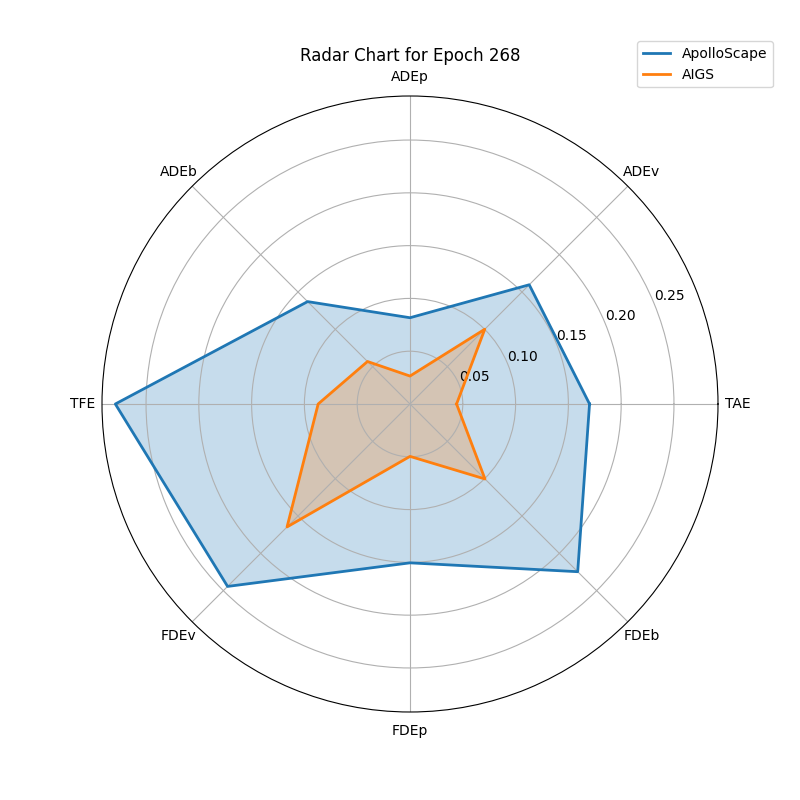 Radar Chart for Epoch 268
ApolloScape
AIGS
ADEp
ADEb
ADEv
0.25
0.20
0.15
0.10
0.05
TFE
TAE
FDEv
FDEb
FDEp